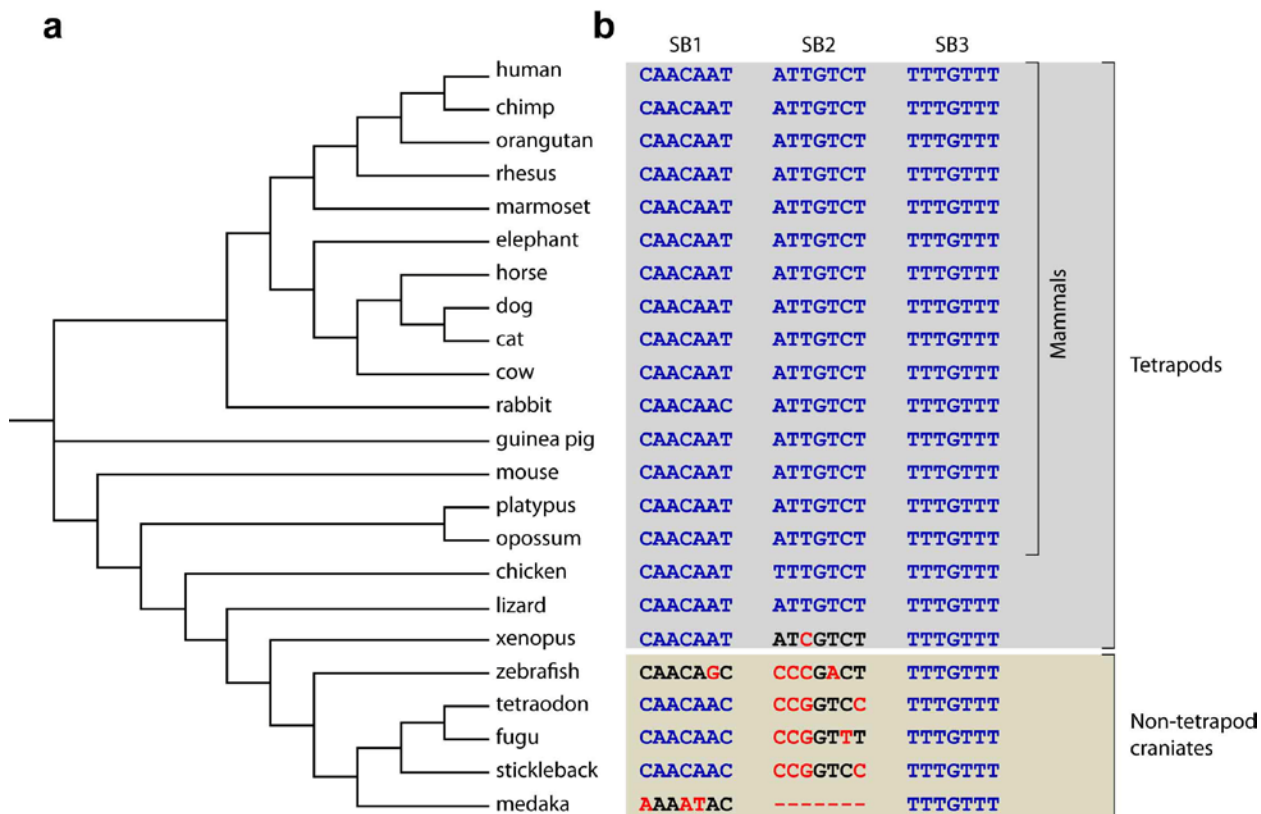 a b
SB1 SB2 SB3
human CAACAAT ATTGTCT TTTGTTT
chimp CAACAAT ATTGTCT TTTGTTT
orangutan CAACAAT ATTGTCT TTTGTTT
rhesus CAACAAT ATTGTCT TTTGTTT
marmoset CAACAAT ATTGTCT TTTGTTT
elephant CAACAAT ATTGTCT TTTGTTT
horse CAACAAT ATTGTCT TTTGTTT
dog CAACAAT ATTGTCT TTTGTTT
cat CAACAAT ATTGTCT TTTGTTT
cow CAACAAT ATTGTCT TTTGTTT
rabbit CAACAAC ATTGTCT TTTGTTT
guinea pig CAACAAT ATTGTCT TTTGTTT
mouse CAACAAT ATTGTCT TTTGTTT
platypus CAACAAT ATTGTCT TTTGTTT
opossum CAACAAT ATTGTCT TTTGTTT
chicken CAACAAT TTTGTCT TTTGTTT
lizard CAACAAT ATTGTCT TTTGTTT
xenopus CAACAAT ATCGTCT TTTGTTT
zebrafish CAACAGC CCCGACT TTTGTTT
tetraodon CAACAAC CCGGTCC TTTGTTT
fugu CAACAAC CCGGTTT TTTGTTT
stickleback CAACAAC CCGGTCC TTTGTTT
medaka AAAATAC ------- TTTGTTT
Mammals
Tetrapods
Non-tetrapod
craniates